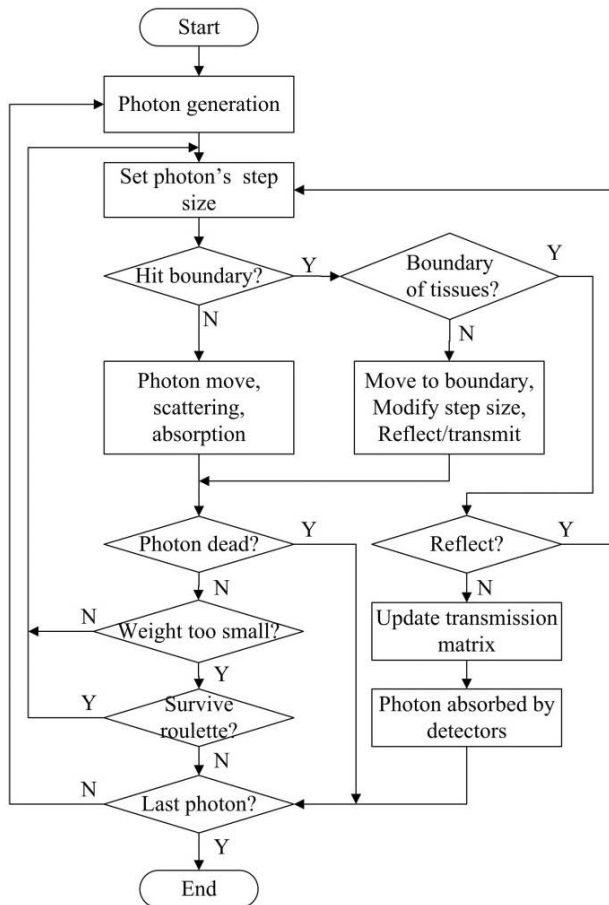 Start
Photon generation
Set photon's step
size
Hit boundary?
Y
Boundary
of tissues?
Y
N
N
Photon move,
scattering,
absorption
Move to boundary,
Modify step size,
Reflect/transmit
Photon dead?
Y
Reflect?
Y
N
N
N
Weight too small?
Update transmission
matrix
Y
Y
Survive
roulette?
Photon absorbed by
detectors
N
N
Last photon?
Y
End